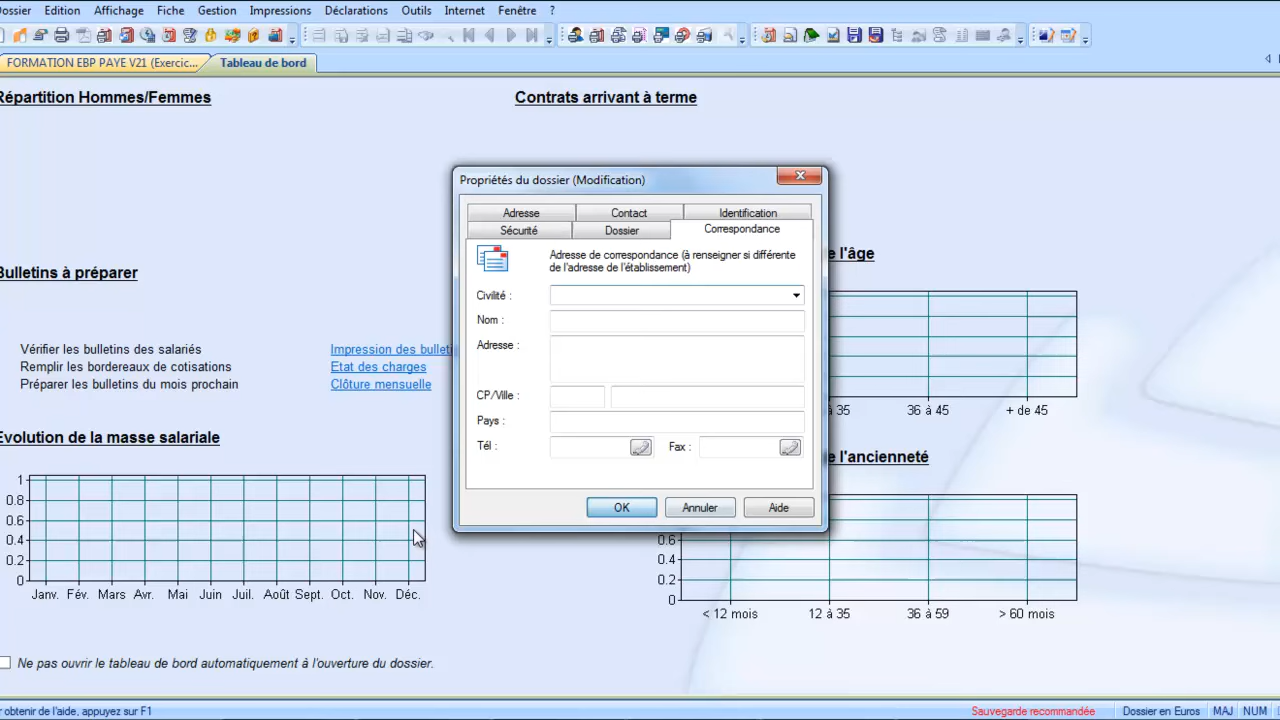 ossier Edition Affichage Fiche Gestion Impressions Déclarations Outils Internet Fenêtre ?
FORMATION EBP PAYE V21 (Exercic... Tableau de bord
Répartition Hommes/Femmes
Contrats arrivant à terme
Propriétés du dossier (Modification)
Adresse Contact Identification
Sécurité Dossier Correspondance
Adresse de correspondance (à renseigner si différente
de l'adresse de l'établissement)
Civilité :
Nom :
Adresse :
CP/Ville :
Pays :
Tél : Fax :
OK Annuler Aide
Bulletins à préparer
Vérifier les bulletins des salariés Impression des bulleti
Remplir les bordereaux de cotisations Etat des charges
Préparer les bulletins du mois prochain Clôture mensuelle
e l'âge
à 35 36 à 45 + de 45
Evolution de la masse salariale
1
0.8
0.6
0.4
0.2
0
Janv. Fév. Mars Avr. Mai Juin Juil. Août Sept. Oct. Nov. Déc.
e l'ancienneté
0.6
0.4
0.2
0
< 12 mois 12 à 35 36 à 59 > 60 mois
Ne pas ouvrir le tableau de bord automatiquement à l'ouverture du dossier.
r obtenir de l'aide, appuyez sur F1 Sauvegarde recommandée Dossier en Euros MAJ NUM